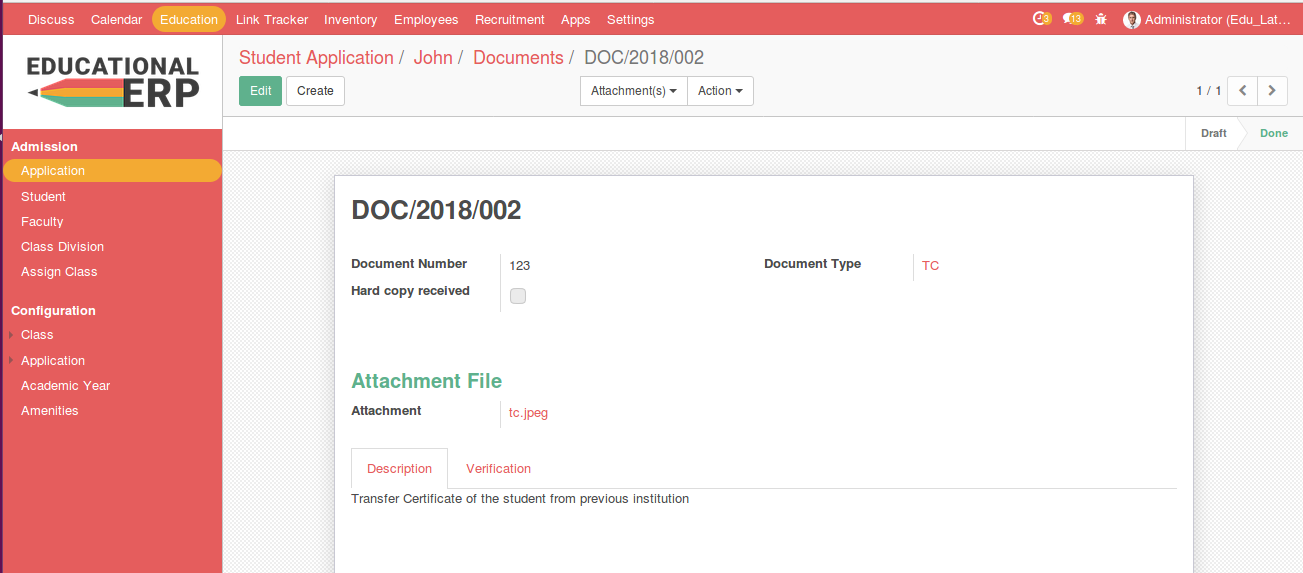 Discuss Calendar Education Link Tracker Inventory Employees Recruitment Apps Settings 3 13 Administrator (Edu_Lat...
EDUCATIONAL
ERP
Student Application / John / Documents / DOC/2018/002
Edit Create Attachment(s) Action 1 / 1
Draft Done
Admission
Application
Student
Faculty
Class Division
Assign Class
Configuration
Class
Application
Academic Year
Amenities
DOC/2018/002
Document Number 123 Document Type TC
Hard copy received
Attachment File
Attachment tc.jpeg
Description Verification
Transfer Certificate of the student from previous institution